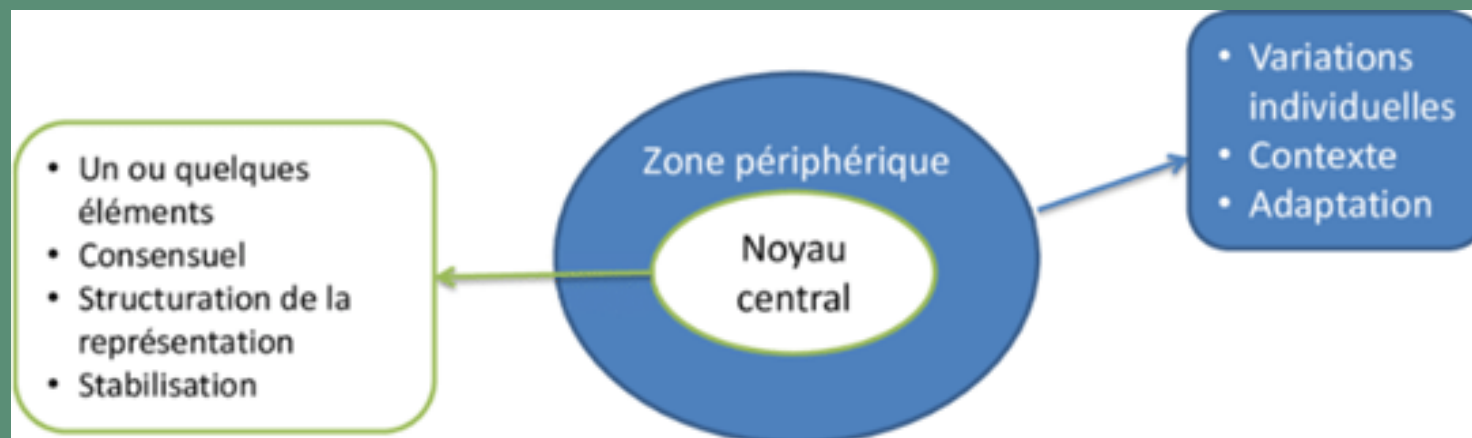 • Un ou quelques
éléments
• Consensuel
• Structuration de la
représentation
• Stabilisation
Zone périphérique
Noyau
central
• Variations
individuelles
• Contexte
• Adaptation